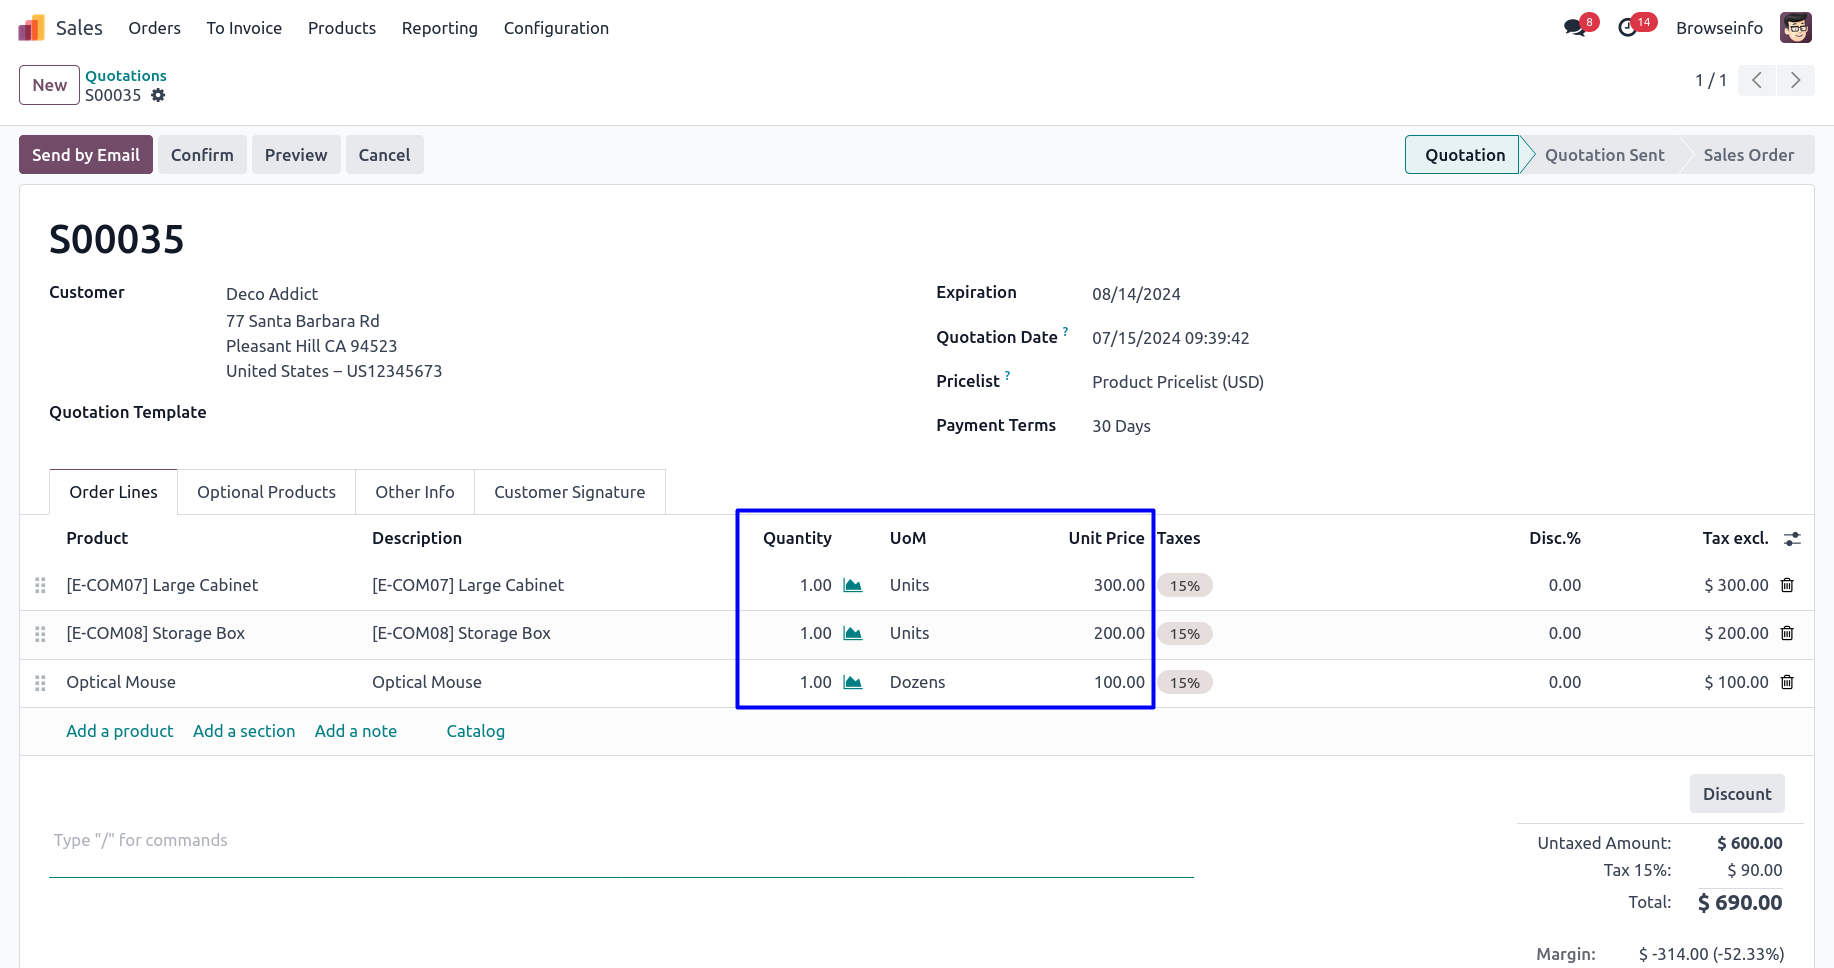 Sales Orders To Invoice Products Reporting Configuration 8 14 Browseinfo
New Quotations
S00035 1 / 1
Send by Email Confirm Preview Cancel Quotation Quotation Sent Sales Order
S00035
Customer Deco Addict Expiration 08/14/2024
77 Santa Barbara Rd
Pleasant Hill CA 94523 Quotation Date ? 07/15/2024 09:39:42
United States – US12345673 Pricelist ? Product Pricelist (USD)
Quotation Template Payment Terms 30 Days
Order Lines Optional Products Other Info Customer Signature
Product Description Quantity UoM Unit Price Taxes Disc.% Tax excl.
[E-COM07] Large Cabinet [E-COM07] Large Cabinet 1.00 Units 300.00 15% 0.00 $ 300.00
[E-COM08] Storage Box [E-COM08] Storage Box 1.00 Units 200.00 15% 0.00 $ 200.00
Optical Mouse Optical Mouse 1.00 Dozens 100.00 15% 0.00 $ 100.00
Add a product Add a section Add a note Catalog
Discount
Type "/" for commands
Untaxed Amount: $ 600.00
Tax 15%: $ 90.00
Total: $ 690.00
Margin: $ -314.00 (-52.33%)